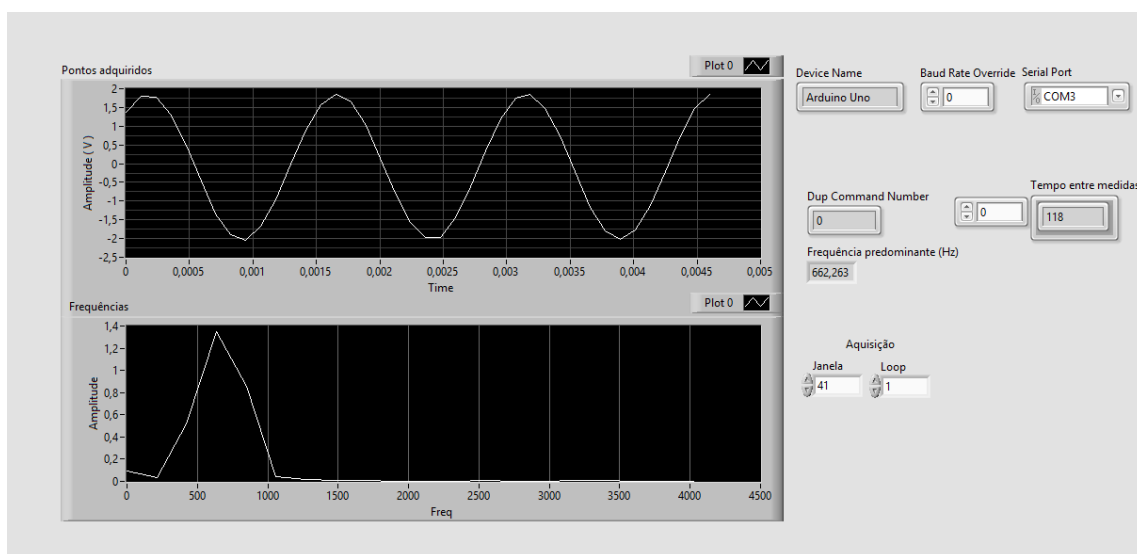 Pontos adquiridos
Plot 0
Amplitude ( V )
2
1,5
1
0,5
0
-0,5
-1
-1,5
-2
-2,5
0 0,0005 0,001 0,0015 0,002 0,0025 0,003 0,0035 0,004 0,0045 0,005
Time
Frequências
Plot 0
Amplitude
1,4
1,2
1
0,8
0,6
0,4
0,2
0
0 500 1000 1500 2000 2500 3000 3500 4000 4500
Freq
Device Name Baud Rate Override Serial Port
Arduino Uno 0 COM3
Tempo entre medidas
Dup Command Number
0 0 118
Frequência predominante (Hz)
662,263
Aquisição
Janela Loop
41 1